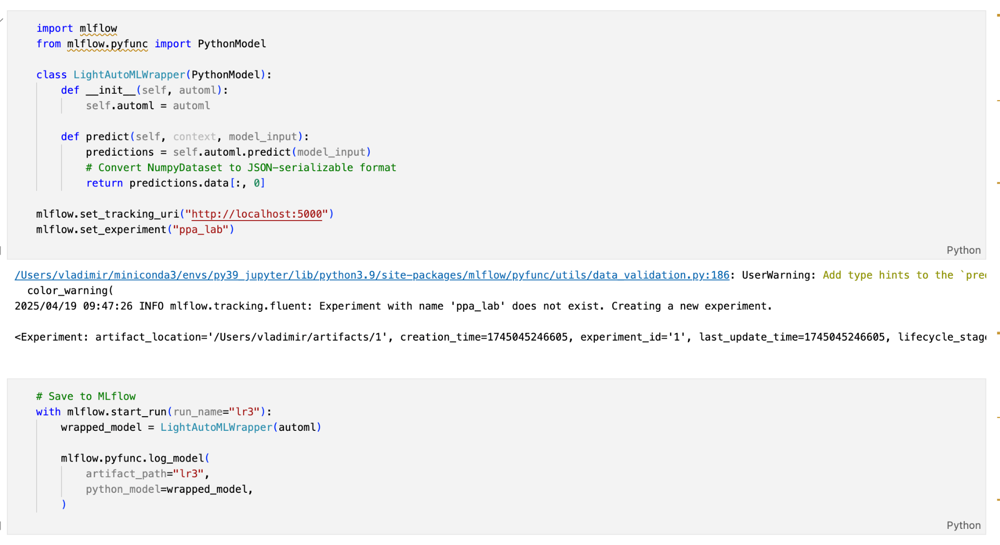 import mlflow
from mlflow.pyfunc import PythonModel
class LightAutoMLWrapper(PythonModel):
def __init__(self, automl):
self.automl = automl
def predict(self, context, model_input):
predictions = self.automl.predict(model_input)
# Convert NumpyDataset to JSON-serializable format
return predictions.data[:, 0]
mlflow.set_tracking_uri("http://localhost:5000")
mlflow.set_experiment("ppa_lab")
Python
/Users/vladimir/miniconda3/envs/py39_jupyter/lib/python3.9/site-packages/mlflow/pyfunc/utils/data_validation.py:186: UserWarning: Add type hints to the `pre
color_warning(
2025/04/19 09:47:26 INFO mlflow.tracking.fluent: Experiment with name 'ppa_lab' does not exist. Creating a new experiment.
<Experiment: artifact_location='/Users/vladimir/artifacts/1', creation_time=1745045246605, experiment_id='1', last_update_time=1745045246605, lifecycle_stag
# Save to MLflow
with mlflow.start_run(run_name="lr3"):
wrapped_model = LightAutoMLWrapper(automl)
mlflow.pyfunc.log_model(
artifact_path="lr3",
python_model=wrapped_model,
)
Python